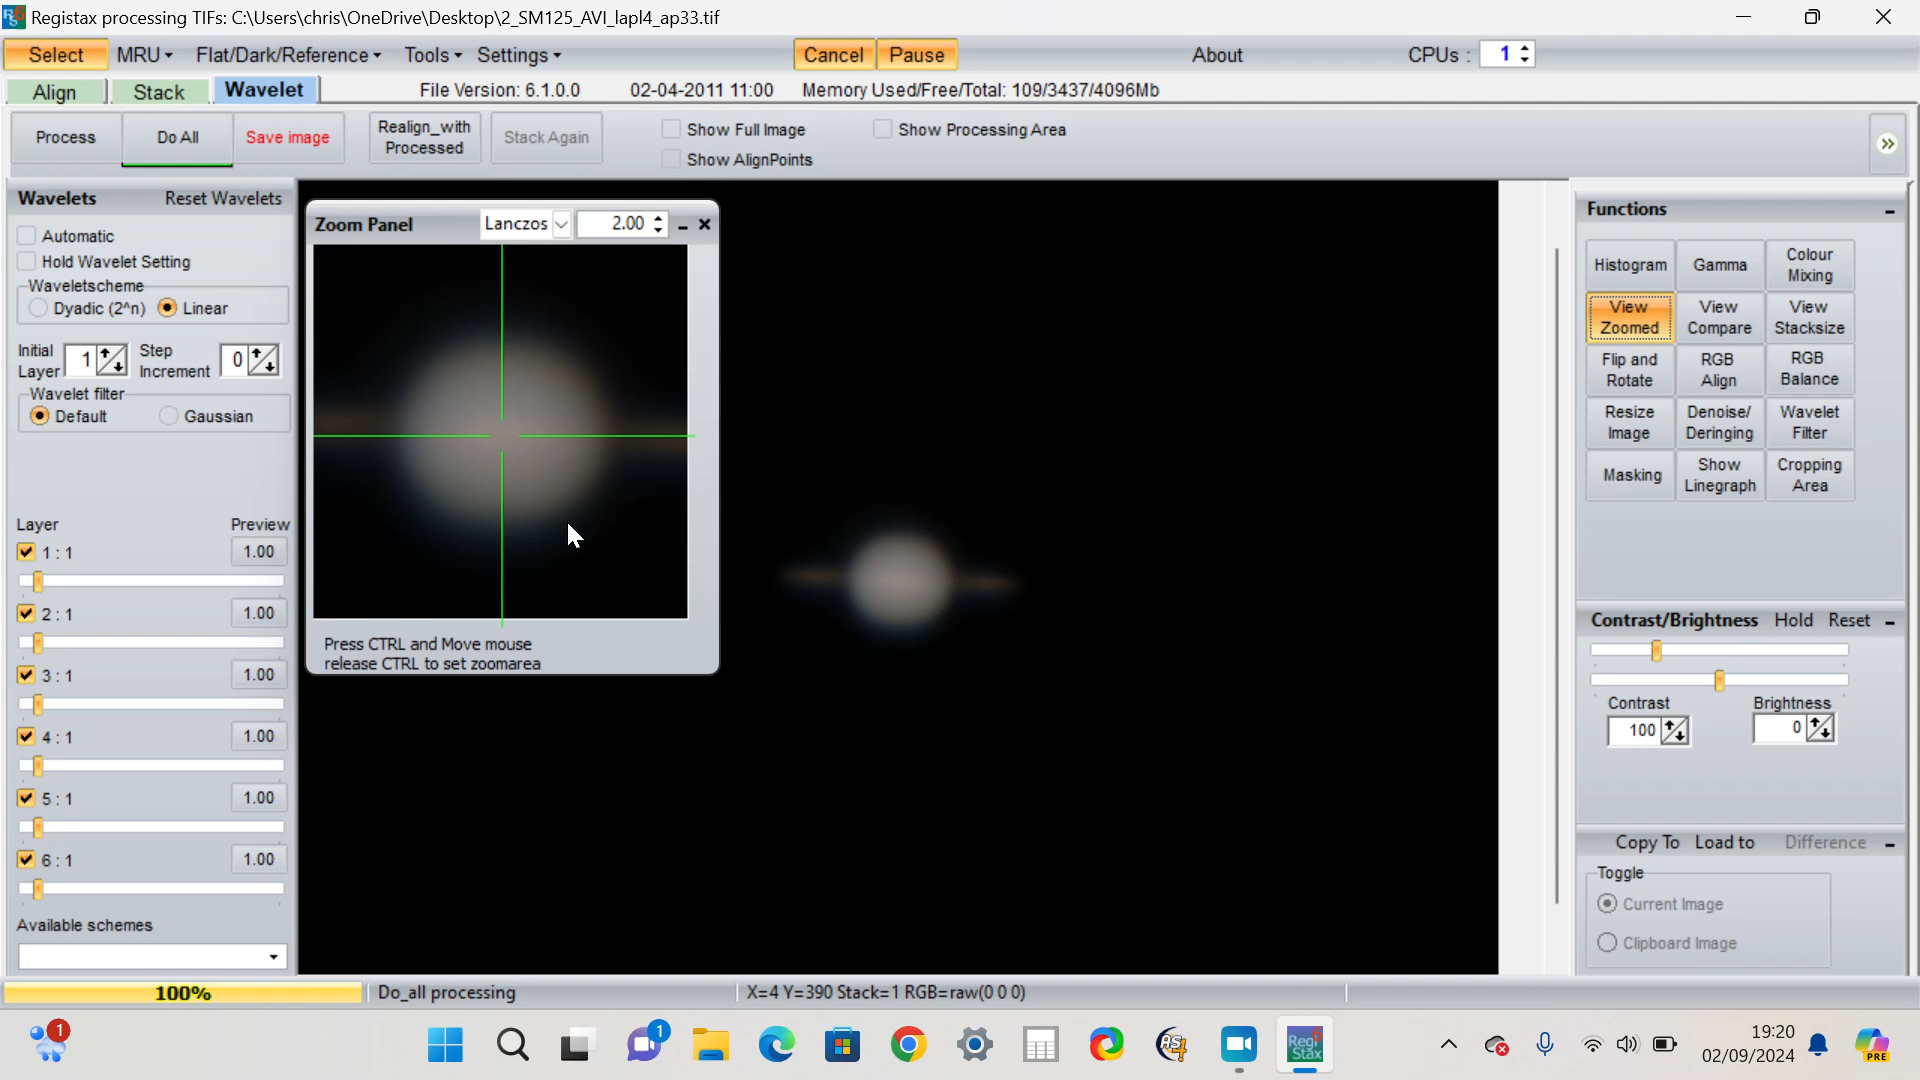 Registax processing TIFs: C:\Users\chris\OneDrive\Desktop\2_SM125_AVI_lapl4_ap33.tif
Select MRU Flat/Dark/Reference Tools Settings Cancel Pause About CPUs : 1
Align Stack Wavelet File Version: 6.1.0.0 02-04-2011 11:00 Memory Used/Free/Total: 109/3437/4096Mb
Process Do All Save image Realign_with Processed Stack Again
Show Full Image Show Processing Area
Show AlignPoints
Wavelets Reset Wavelets
Automatic
Hold Wavelet Setting
Waveletscheme
Dyadic (2^n) Linear
Initial Layer 1 Step Increment 0
Wavelet filter
Default Gaussian
Layer Preview
1 : 1 1.00
2 : 1 1.00
3 : 1 1.00
4 : 1 1.00
5 : 1 1.00
6 : 1 1.00
Available schemes
Zoom Panel Lanczos 2.00
Press CTRL and Move mouse
release CTRL to set zoomarea
Functions
Histogram Gamma Colour Mixing
View Zoomed View Compare View Stacksize
Flip and Rotate RGB Align RGB Balance
Resize Image Denoise/ Deringing Wavelet Filter
Masking Show Linegraph Cropping Area
Contrast/Brightness Hold Reset
Contrast Brightness
100 0
Copy To Load to Difference
Toggle
Current Image
Clipboard Image
100% Do_all processing X=4 Y=390 Stack=1 RGB=raw(0 0 0)
1 1 AS!4 Regi Stax 6 19:20
02/09/2024 PRE